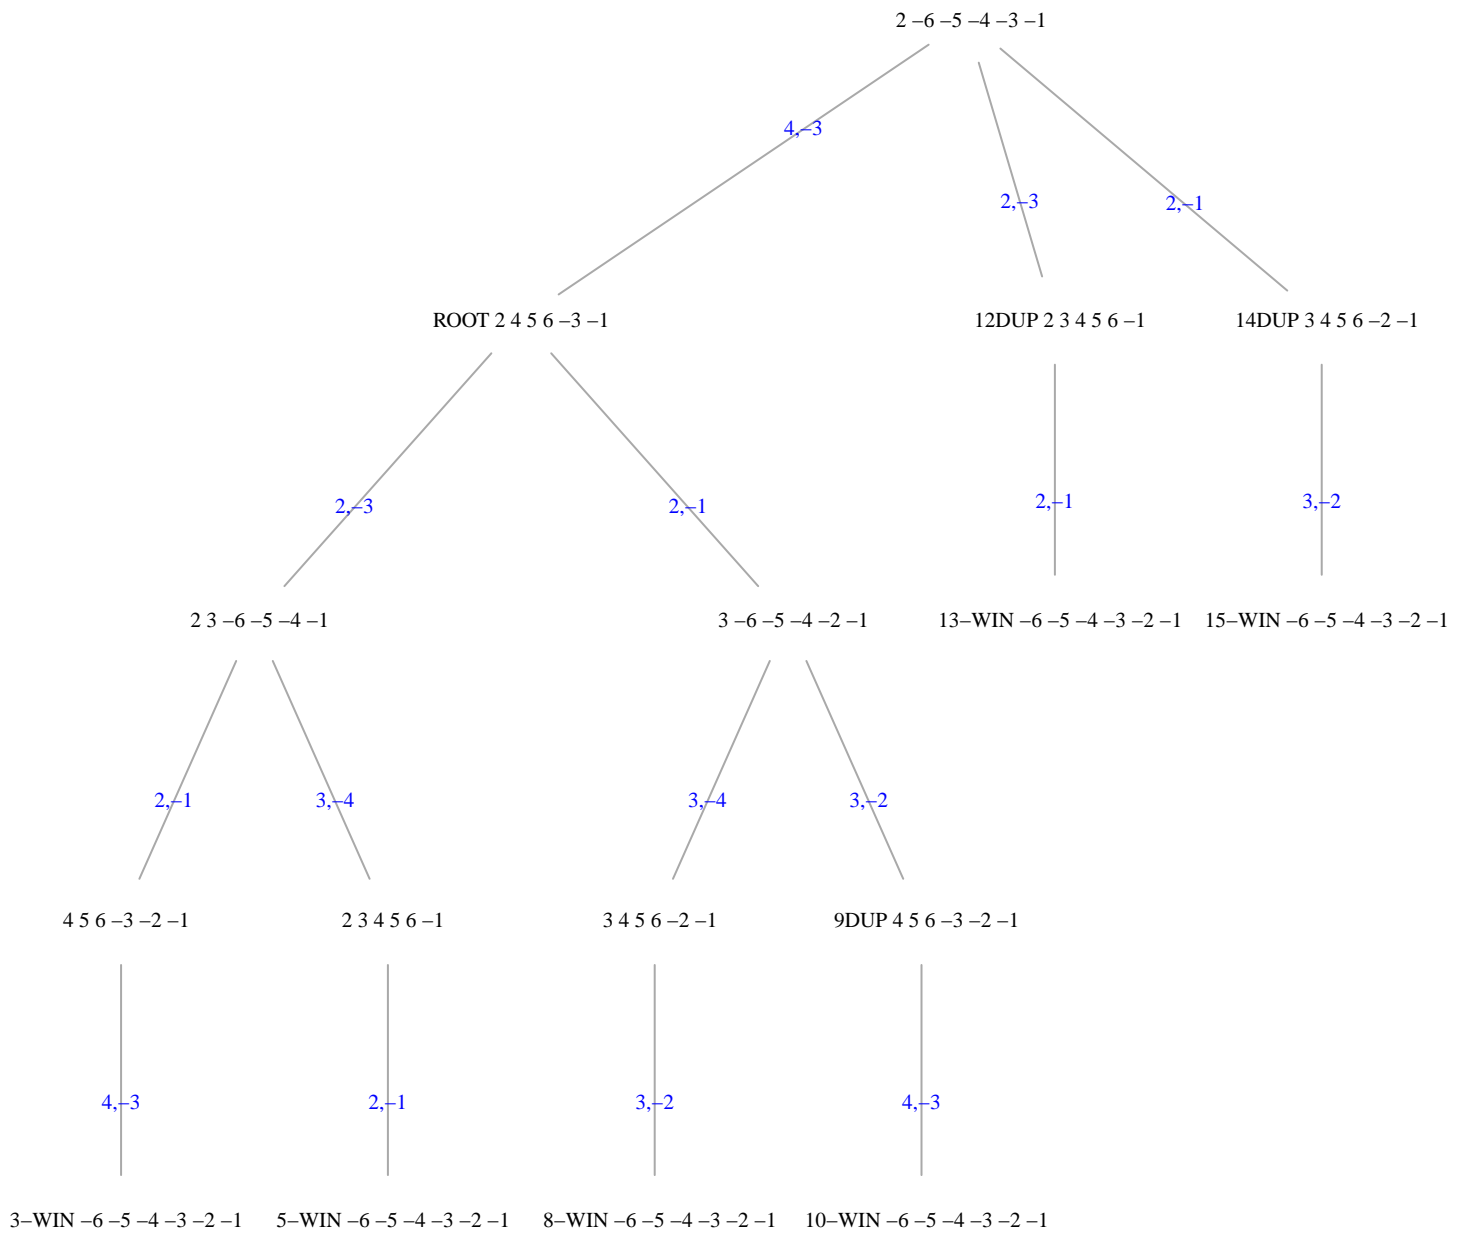 2 –6 –5 –4 –3 –1
4,–3
2,–3
2,–1
ROOT 2 4 5 6 –3 –1
12DUP 2 3 4 5 6 –1
14DUP 3 4 5 6 –2 –1
2,–3
2,–1
2,–1
3,–2
2 3 –6 –5 –4 –1
3 –6 –5 –4 –2 –1
13–WIN –6 –5 –4 –3 –2 –1
15–WIN –6 –5 –4 –3 –2 –1
2,–1
3,–4
3,–4
3,–2
4 5 6 –3 –2 –1
2 3 4 5 6 –1
3 4 5 6 –2 –1
9DUP 4 5 6 –3 –2 –1
4,–3
2,–1
3,–2
4,–3
3–WIN –6 –5 –4 –3 –2 –1
5–WIN –6 –5 –4 –3 –2 –1
8–WIN –6 –5 –4 –3 –2 –1
10–WIN –6 –5 –4 –3 –2 –1